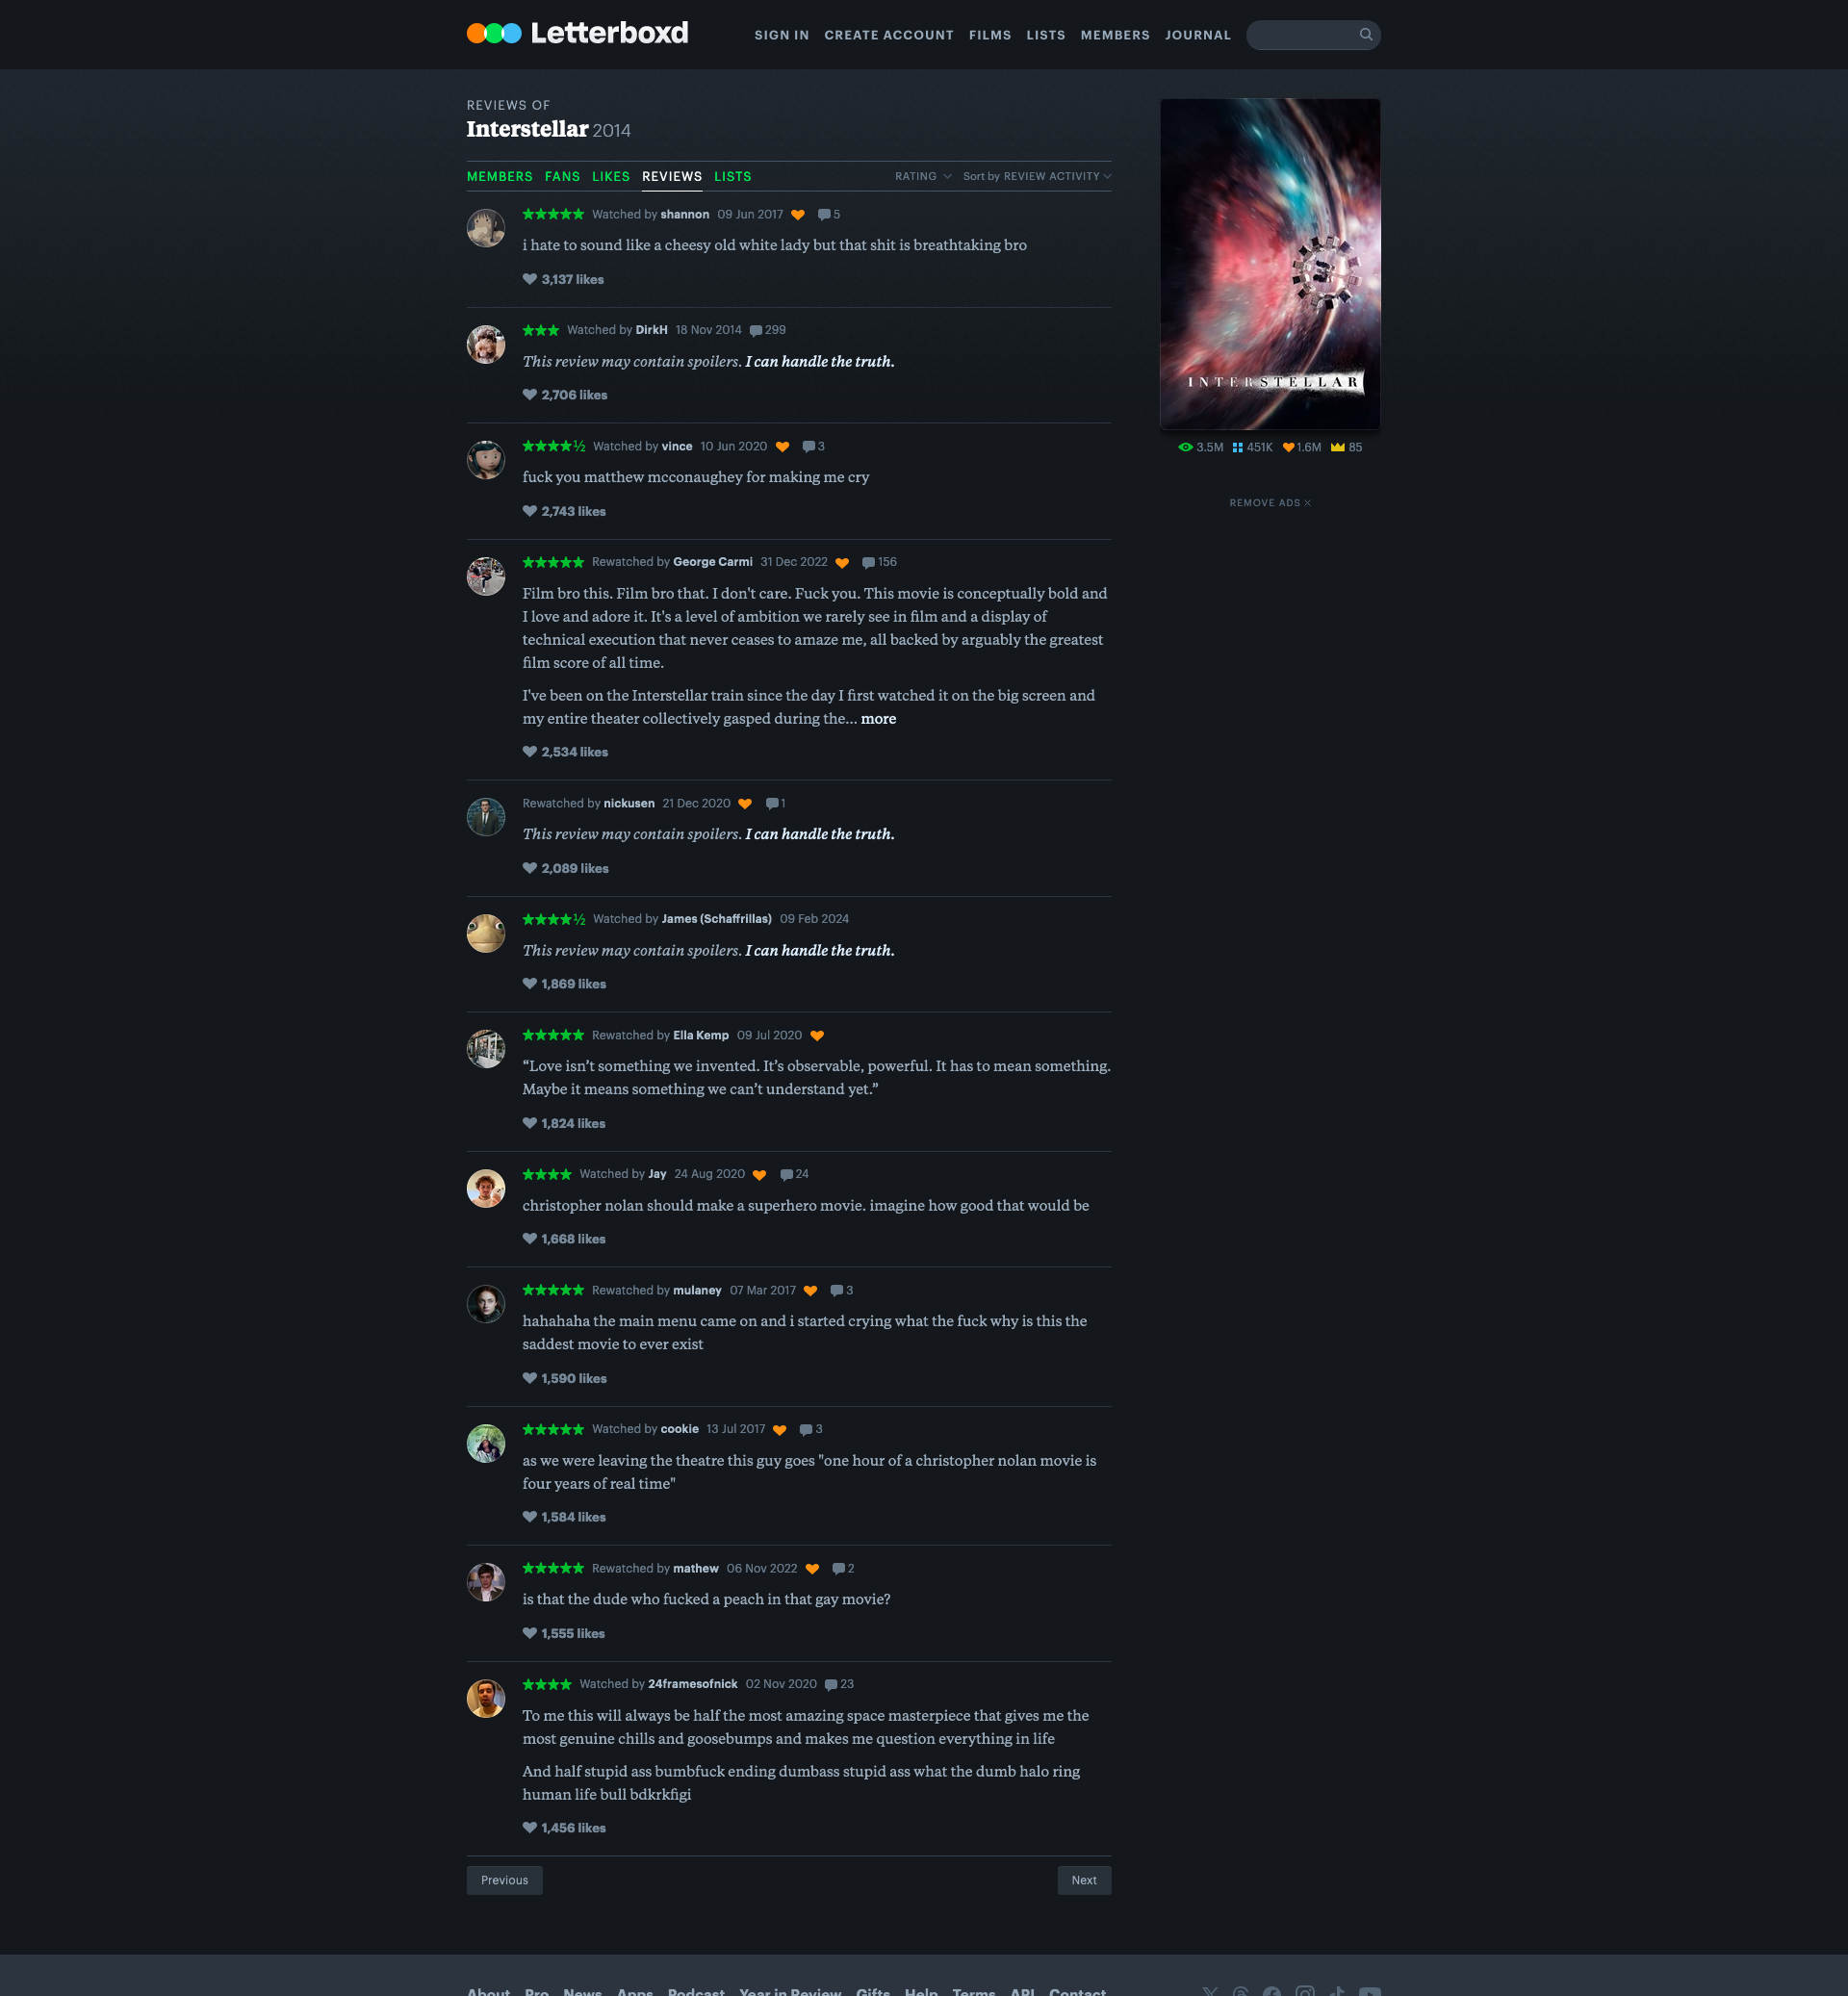 Letterboxd
SIGN IN CREATE ACCOUNT FILMS LISTS MEMBERS JOURNAL
REVIEWS OF
Interstellar 2014
MEMBERS FANS LIKES REVIEWS LISTS
RATING Sort by REVIEW ACTIVITY
★★★★★ Watched by shannon 09 Jun 2017 5
i hate to sound like a cheesy old white lady but that shit is breathtaking bro
3,137 likes
★★★ Watched by DirkH 18 Nov 2014 299
This review may contain spoilers. I can handle the truth.
2,706 likes
★★★★½ Watched by vince 10 Jun 2020 3
fuck you matthew mcconaughey for making me cry
2,743 likes
★★★★★ Rewatched by George Carmi 31 Dec 2022 156
Film bro this. Film bro that. I don't care. Fuck you. This movie is conceptually bold and
I love and adore it. It's a level of ambition we rarely see in film and a display of
technical execution that never ceases to amaze me, all backed by arguably the greatest
film score of all time.
I've been on the Interstellar train since the day I first watched it on the big screen and
my entire theater collectively gasped during the… more
2,534 likes
Rewatched by nickusen 21 Dec 2020 1
This review may contain spoilers. I can handle the truth.
2,089 likes
★★★★½ Watched by James (Schaffrillas) 09 Feb 2024
This review may contain spoilers. I can handle the truth.
1,869 likes
★★★★★ Rewatched by Ella Kemp 09 Jul 2020
“Love isn’t something we invented. It’s observable, powerful. It has to mean something.
Maybe it means something we can’t understand yet.”
1,824 likes
★★★★ Watched by Jay 24 Aug 2020 24
christopher nolan should make a superhero movie. imagine how good that would be
1,668 likes
★★★★★ Rewatched by mulaney 07 Mar 2017 3
hahahaha the main menu came on and i started crying what the fuck why is this the
saddest movie to ever exist
1,590 likes
★★★★★ Watched by cookie 13 Jul 2017 3
as we were leaving the theatre this guy goes "one hour of a christopher nolan movie is
four years of real time"
1,584 likes
★★★★★ Rewatched by mathew 06 Nov 2022 2
is that the dude who fucked a peach in that gay movie?
1,555 likes
★★★★ Watched by 24framesofnick 02 Nov 2020 23
To me this will always be half the most amazing space masterpiece that gives me the
most genuine chills and goosebumps and makes me question everything in life
And half stupid ass bumbfuck ending dumbass stupid ass what the dumb halo ring
human life bull bdkrkfigi
1,456 likes
Previous Next
INTERSTELLAR
3.5M 451K 1.6M 85
REMOVE ADS
About Pro News Apps Podcast Year in Review Gifts Help Terms API Contact